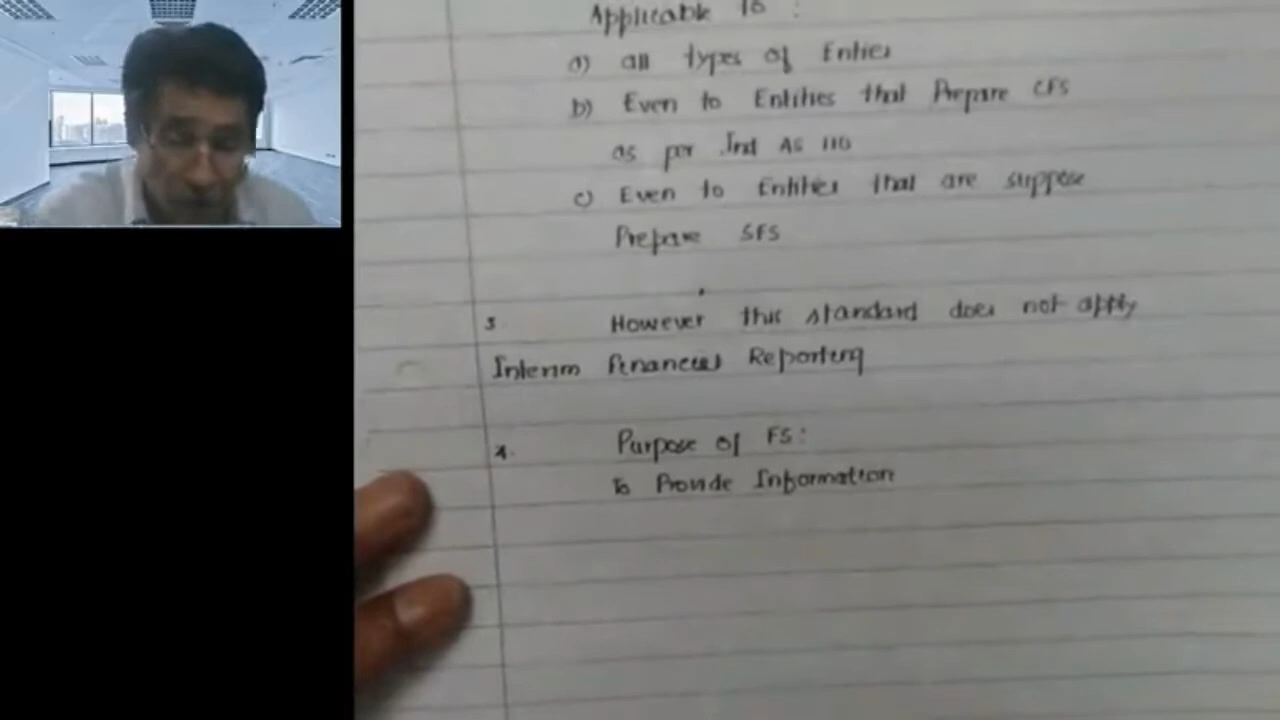 Applicable to :
a) all types of Enties
b) Even to Entities that Prepare CFS
as per Ind AS 110
c) Even to Entities that are suppose
Prepare SFS
3. However this standard does not apply
Interim Financial Reporting
4. Purpose of FS:
To Provide Information